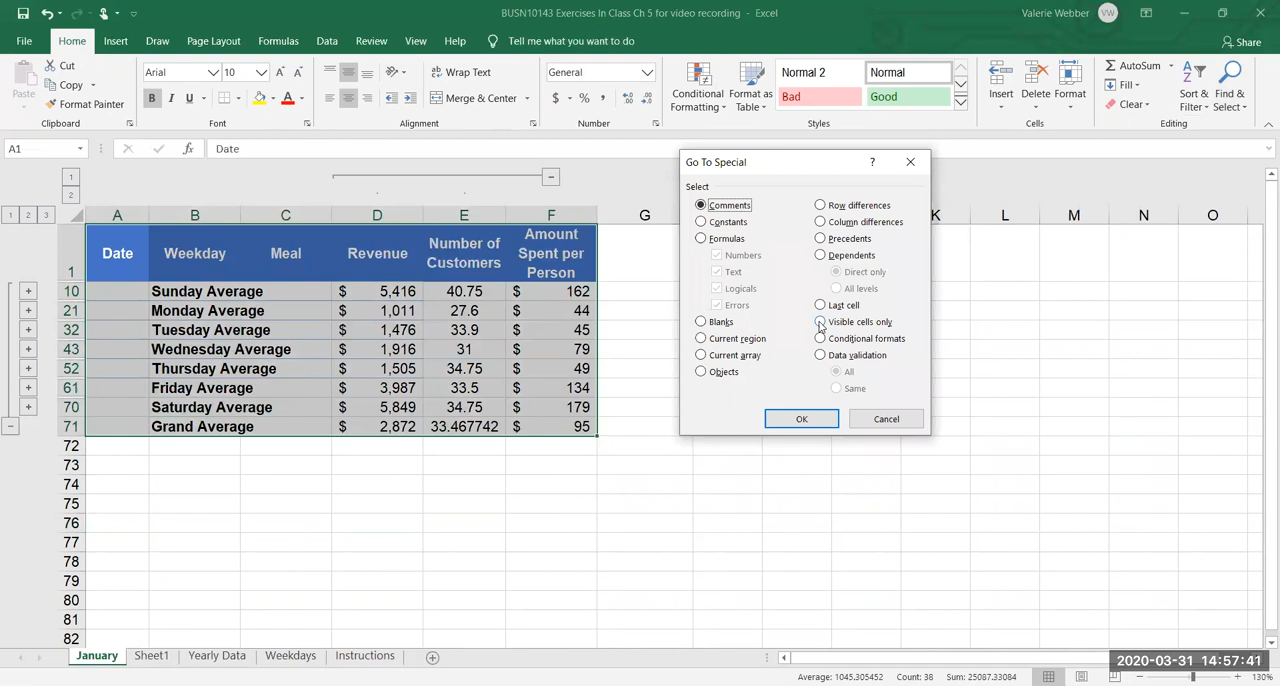 BUSN10143 Exercises In Class Ch 5 for video recording - Excel
Valerie Webber VW
File Home Insert Draw Page Layout Formulas Data Review View Help Tell me what you want to do Share
Paste
Cut
Copy
Format Painter
Clipboard
Arial 10 A A
B I U A
Font
Wrap Text
Merge & Center
Alignment
General
$ % ,
Number
Conditional Formatting
Format as Table
Normal 2 Normal
Bad Good
Styles
Insert Delete Format
Cells
AutoSum
Fill
Clear
Sort & Filter
Find & Select
Editing
A1 fx Date
1
2
1 2 3 A B C D E F G K L M N O
1 Date Weekday Meal Revenue Number of Customers Amount Spent per Person
10 Sunday Average $ 5,416 40.75 $ 162
21 Monday Average $ 1,011 27.6 $ 44
32 Tuesday Average $ 1,476 33.9 $ 45
43 Wednesday Average $ 1,916 31 $ 79
52 Thursday Average $ 1,505 34.75 $ 49
61 Friday Average $ 3,987 33.5 $ 134
70 Saturday Average $ 5,849 34.75 $ 179
71 Grand Average $ 2,872 33.467742 $ 95
72
73
74
75
76
77
78
79
80
81
82
Go To Special ?
Select
Comments
Constants
Formulas
Numbers
Text
Logicals
Errors
Blanks
Current region
Current array
Objects
Row differences
Column differences
Precedents
Dependents
Direct only
All levels
Last cell
Visible cells only
Conditional formats
Data validation
All
Same
OK Cancel
January Sheet1 Yearly Data Weekdays Instructions
2020-03-31 14:57:41
Average: 1045.305452 Count: 38 Sum: 25087.33084 130%